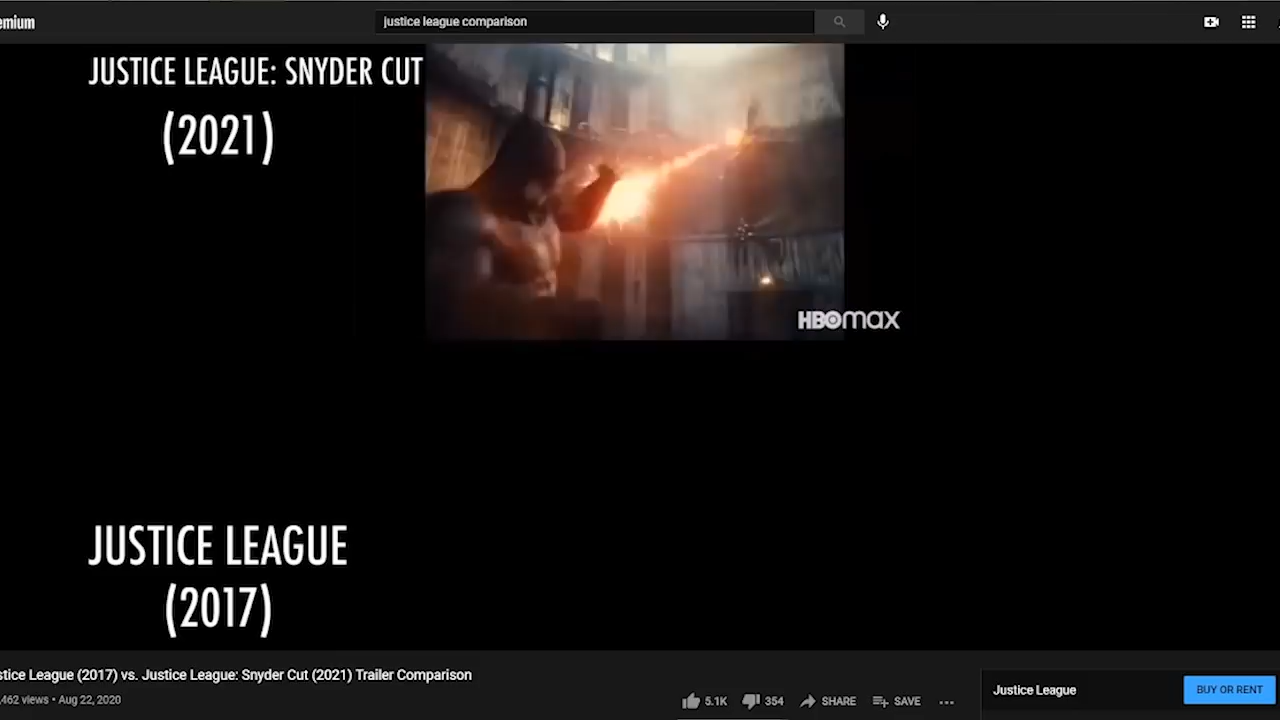 emium
justice league comparison
JUSTICE LEAGUE: SNYDER CUT
(2021)
HBOmax
JUSTICE LEAGUE
(2017)
stice League (2017) vs. Justice League: Snyder Cut (2021) Trailer Comparison
,462 views • Aug 22, 2020
5.1K
354
SHARE
SAVE
Justice League
BUY OR RENT